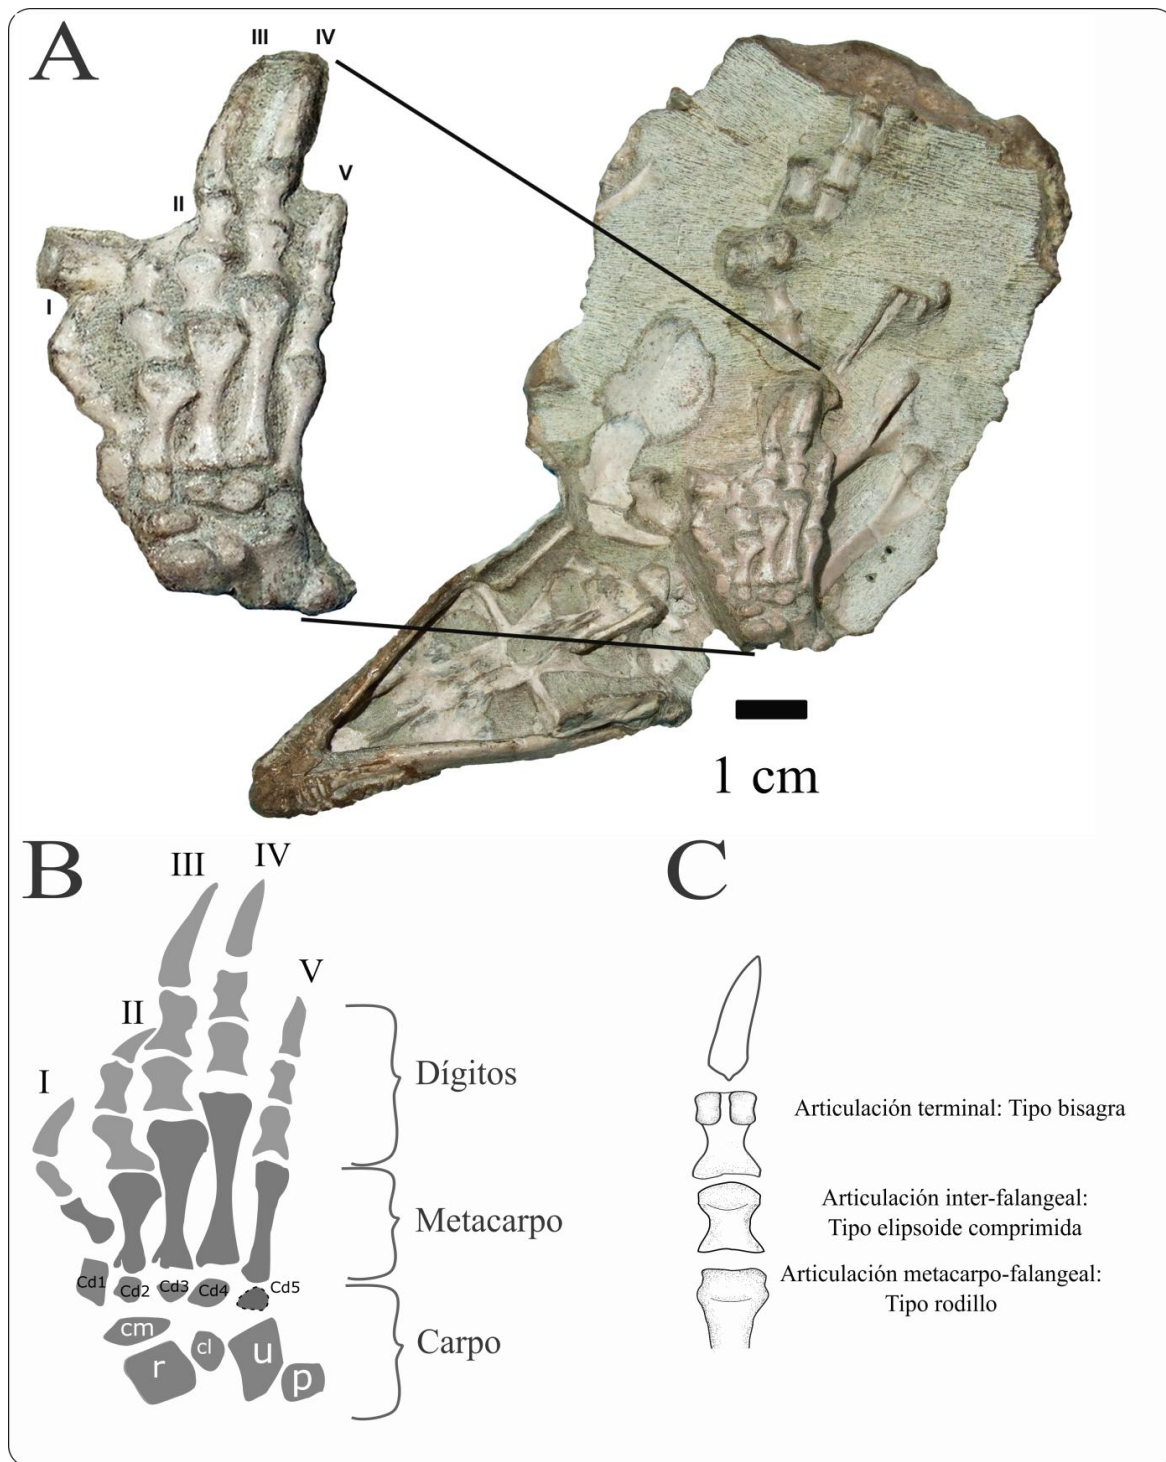 A
III
IV
V
II
I
1 cm
B
III
IV
V
II
I
Dígitos
Metacarpo
Carpo
Cd1
Cd2
Cd3
Cd4
Cd5
cm
cl
r
u
p
C
Articulación terminal: Tipo bisagra
Articulación inter-falangeal:
Tipo elipsoide comprimida
Articulación metacarpo-falangeal:
Tipo rodillo